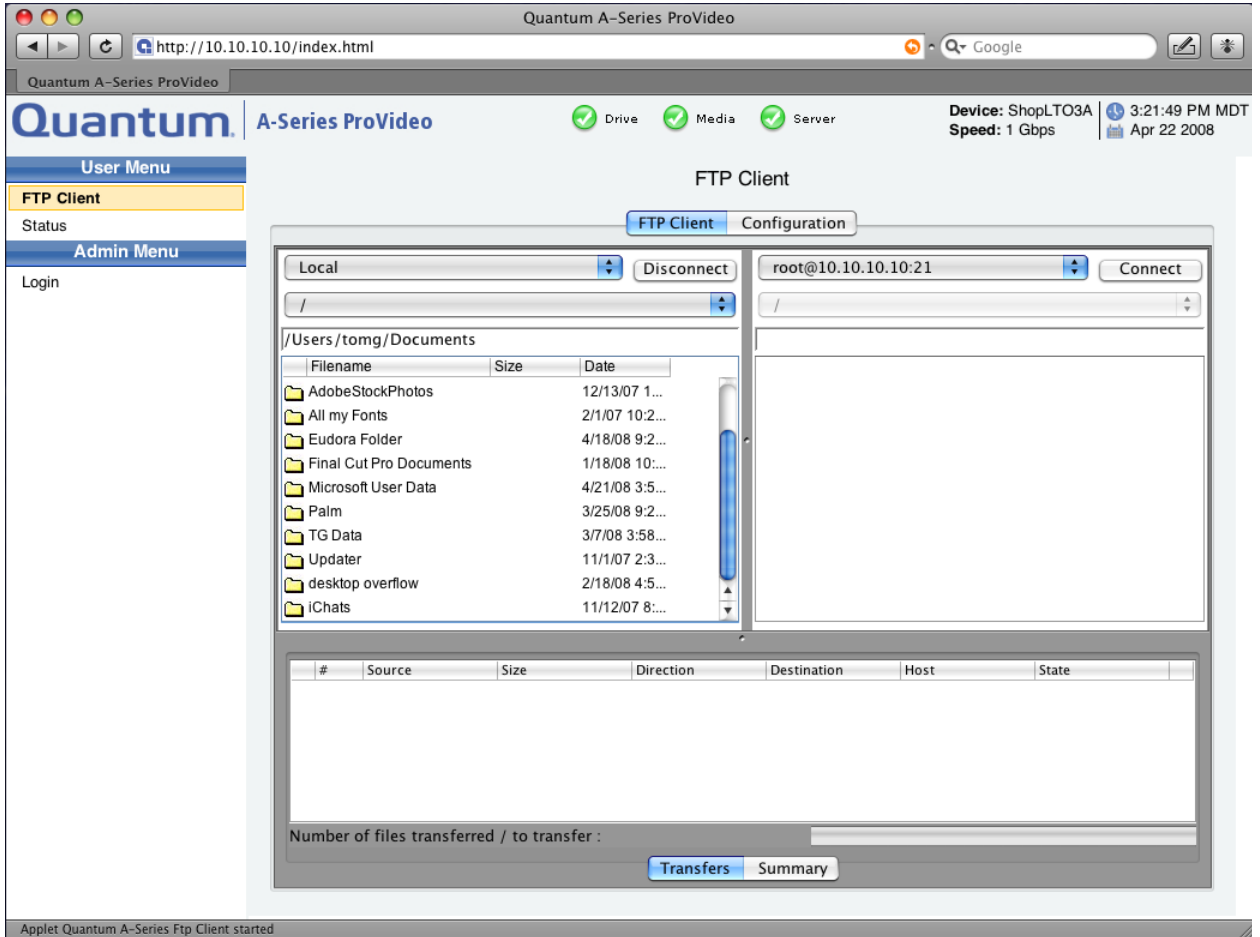 Quantum A-Series ProVideo
http://10.10.10.10/index.html
Google
Quantum A-Series ProVideo
Quantum. A-Series ProVideo
Drive Media Server
Device: ShopLTO3A 3:21:49 PM MDT
Speed: 1 Gbps Apr 22 2008
User Menu
FTP Client
Status
Admin Menu
Login
FTP Client
FTP Client Configuration
Local Disconnect
/
/Users/tomg/Documents
Filename Size Date
AdobeStockPhotos 12/13/07 1...
All my Fonts 2/1/07 10:2...
Eudora Folder 4/18/08 9:2...
Final Cut Pro Documents 1/18/08 10:...
Microsoft User Data 4/21/08 3:5...
Palm 3/25/08 9:2...
TG Data 3/7/08 3:58...
Updater 11/1/07 2:3...
desktop overflow 2/18/08 4:5...
iChats 11/12/07 8:...
root@10.10.10.10:21 Connect
/
# Source Size Direction Destination Host State
Number of files transferred / to transfer :
Transfers Summary
Applet Quantum A-Series Ftp Client started